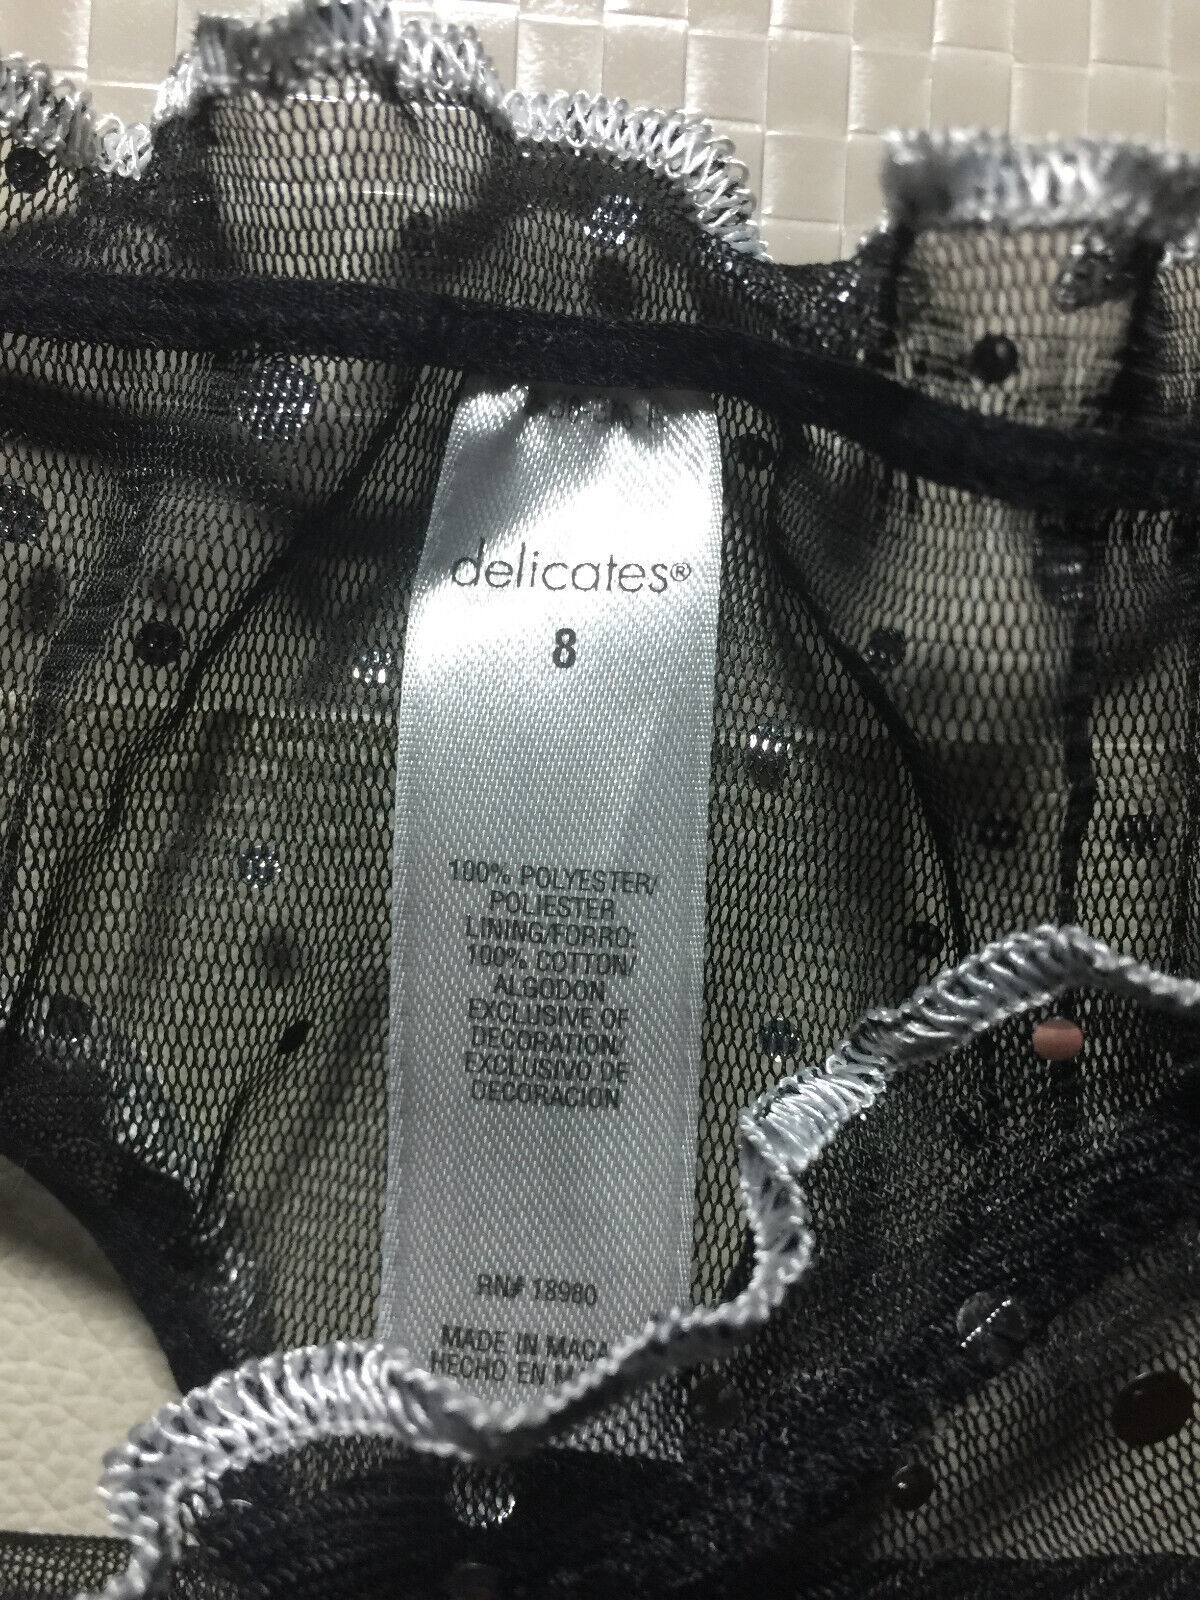 delicates®
8
100% POLYESTER/
POLIESTER
LINING/FORRO:
100% COTTON/
ALGODON
EXCLUSIVE OF
DECORATION.
EXCLUSIVO DE
DECORACION
RN# 18980
MADE IN MACA
HECHO EN M